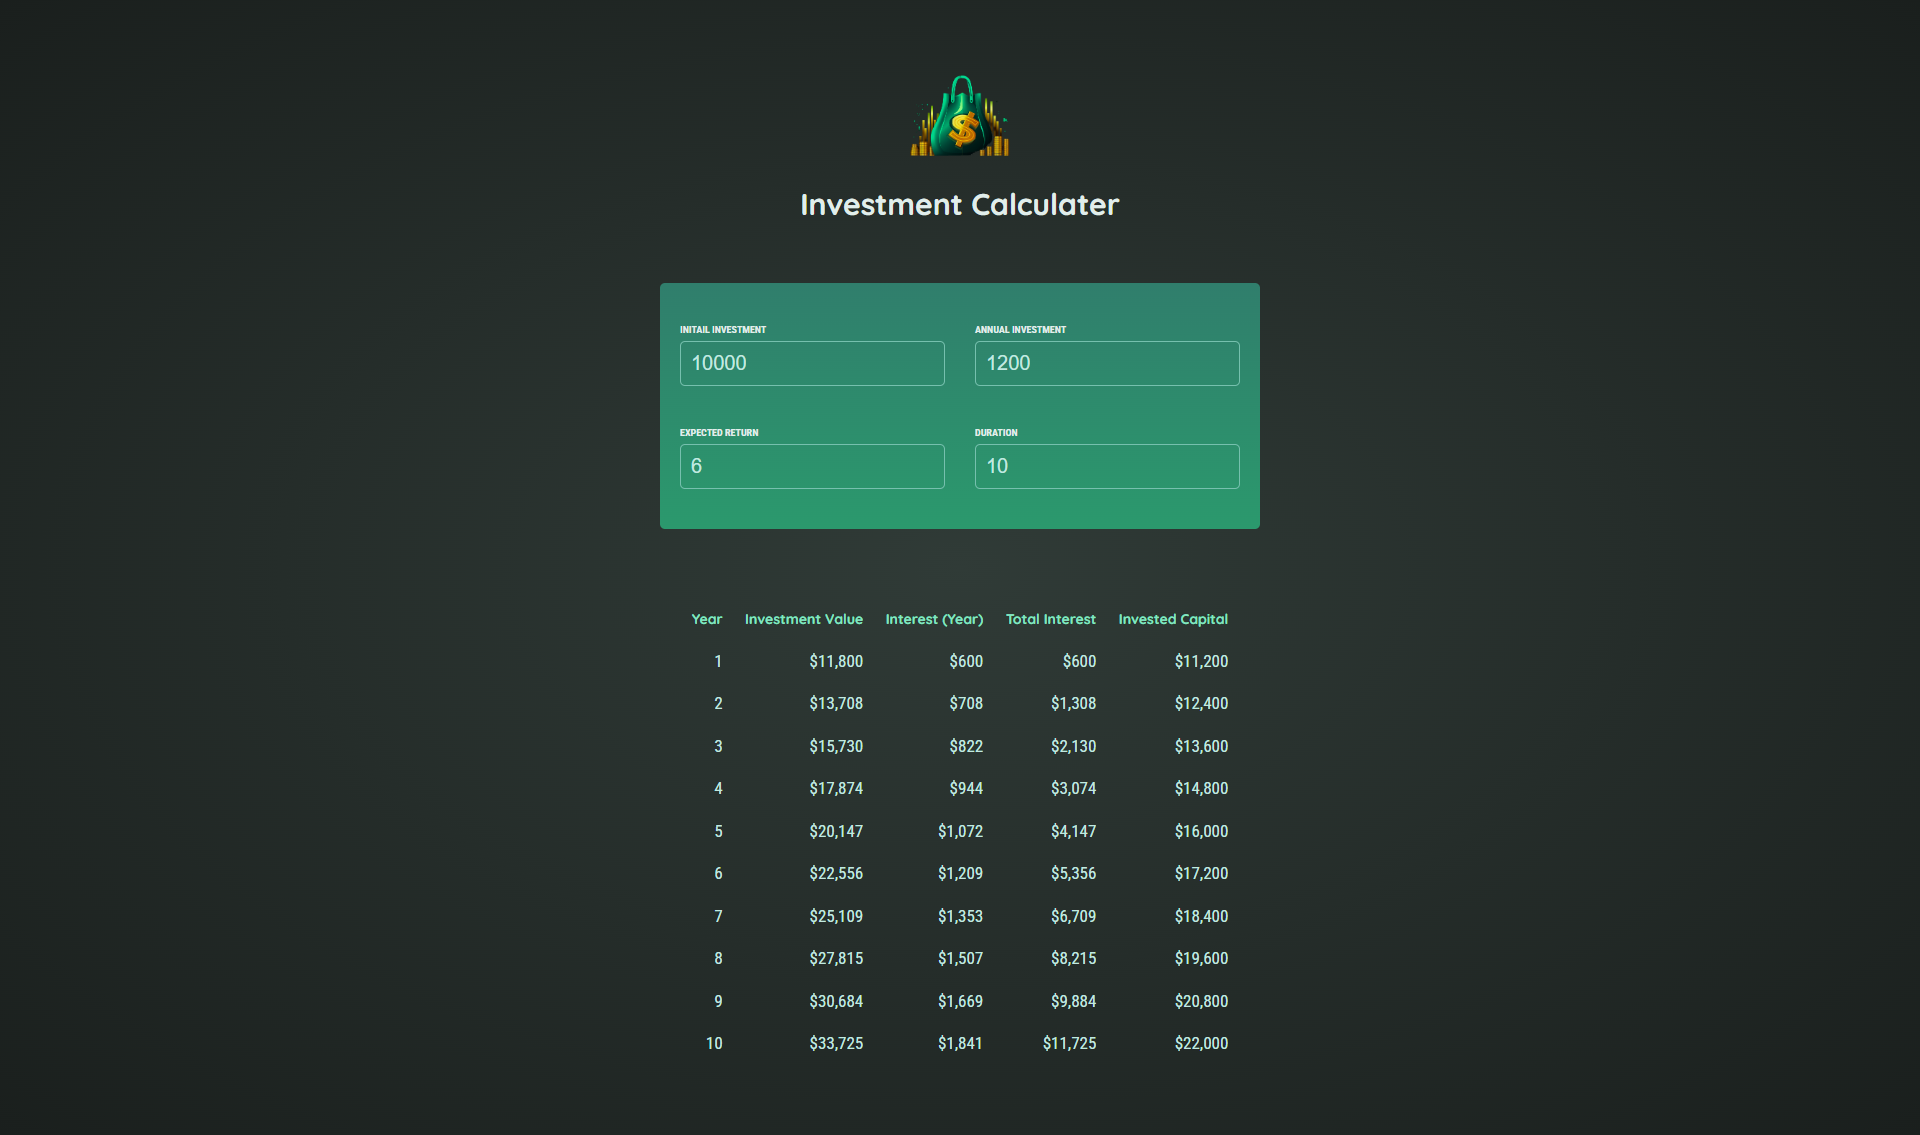 $
Investment Calculater
INITAIL INVESTMENT ANNUAL INVESTMENT
10000 1200
EXPECTED RETURN DURATION
6 10
Year Investment Value Interest (Year) Total Interest Invested Capital
1 $11,800 $600 $600 $11,200
2 $13,708 $708 $1,308 $12,400
3 $15,730 $822 $2,130 $13,600
4 $17,874 $944 $3,074 $14,800
5 $20,147 $1,072 $4,147 $16,000
6 $22,556 $1,209 $5,356 $17,200
7 $25,109 $1,353 $6,709 $18,400
8 $27,815 $1,507 $8,215 $19,600
9 $30,684 $1,669 $9,884 $20,800
10 $33,725 $1,841 $11,725 $22,000